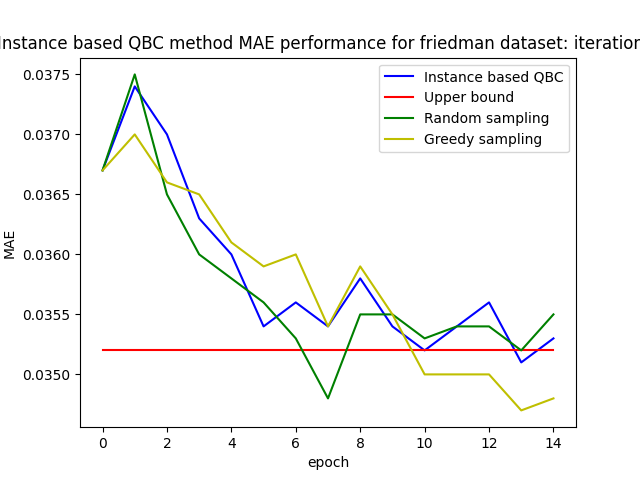 Instance based QBC method MAE performance for friedman dataset: iteration
Instance based QBC
Upper bound
Random sampling
Greedy sampling
MAE
0.0375
0.0370
0.0365
0.0360
0.0355
0.0350
0 2 4 6 8 10 12 14
epoch